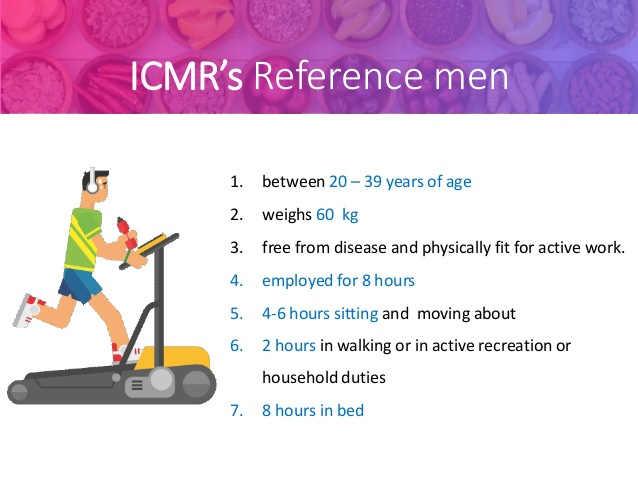 ICMR’s Reference men
1. between 20 – 39 years of age
2. weighs 60 kg
3. free from disease and physically fit for active work.
4. employed for 8 hours
5. 4-6 hours sitting and moving about
6. 2 hours in walking or in active recreation or
household duties
7. 8 hours in bed